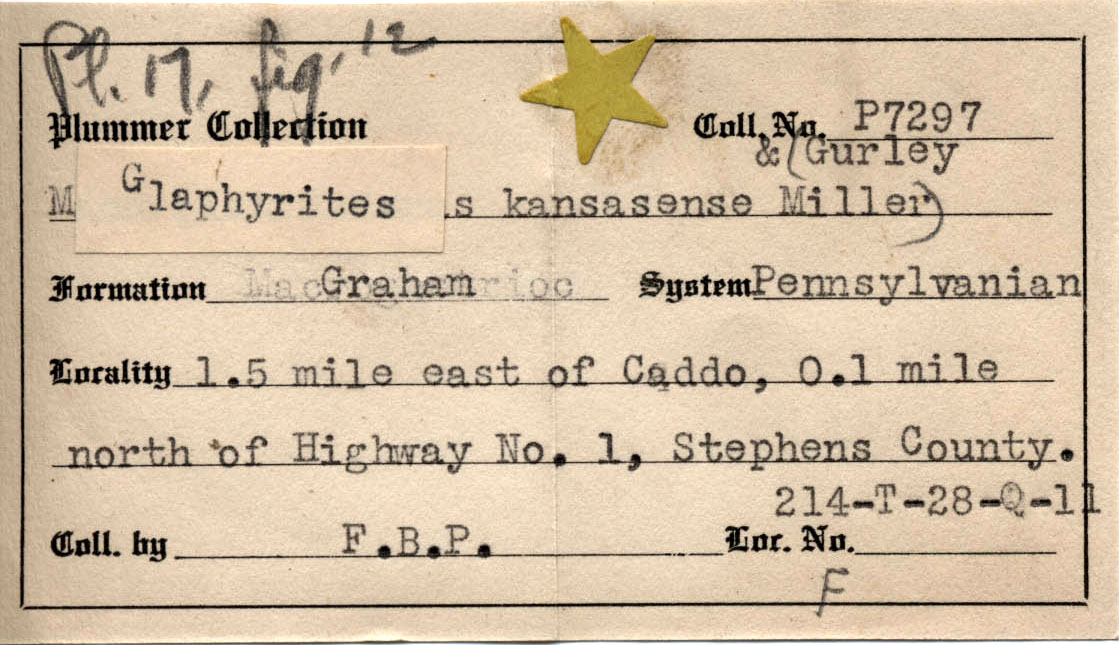 Pl. 17, fig. 12
Plummer Collection Coll. No. P7297
& (Gurley
M Glaphyrites is kansasense Miller)
Formation Graham System Pennsylvanian
Locality 1.5 mile east of Caddo, 0.1 mile
north of Highway No. 1, Stephens County.
214-T-28-Q-11
Coll. by F.B.P. Loc. No.
F